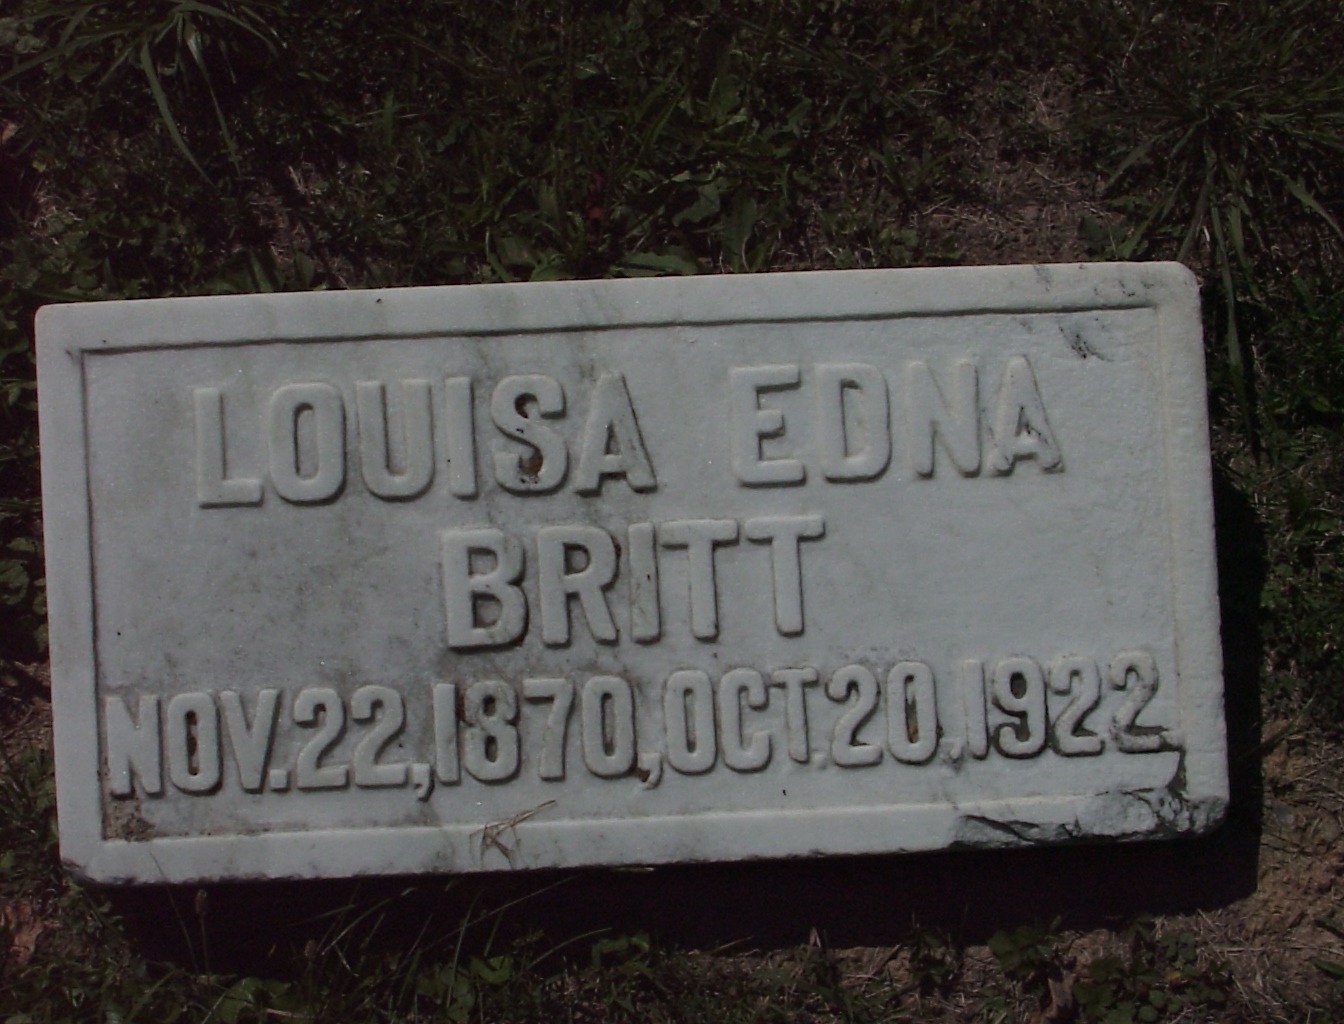 LOUISA EDNA
BRITT
NOV. 22, 1870, OCT. 20, 1922